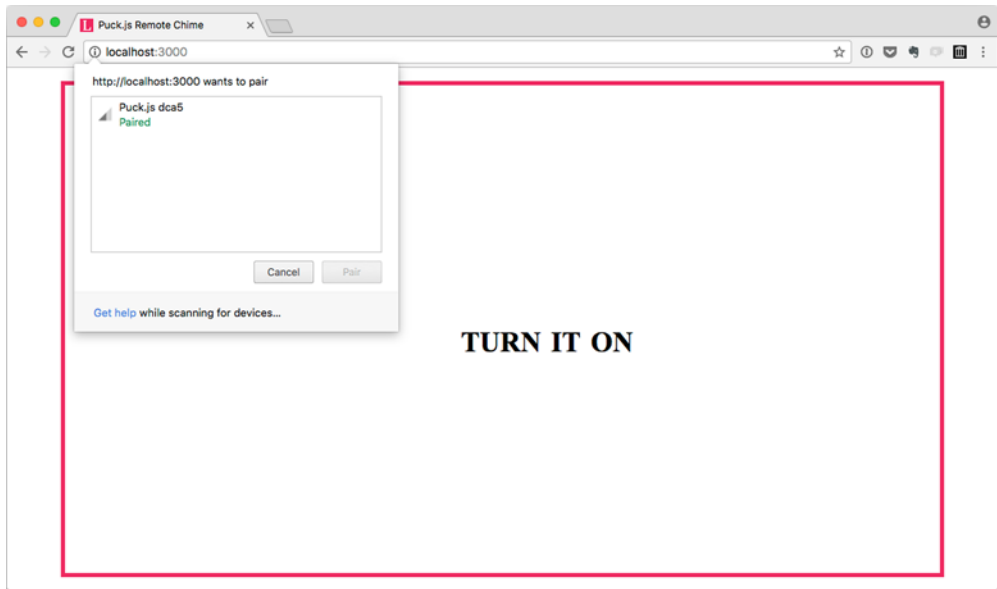 Puck.js Remote Chime
localhost:3000
http://localhost:3000 wants to pair
Puck.js dca5
Paired
Cancel Pair
Get help while scanning for devices...
TURN IT ON